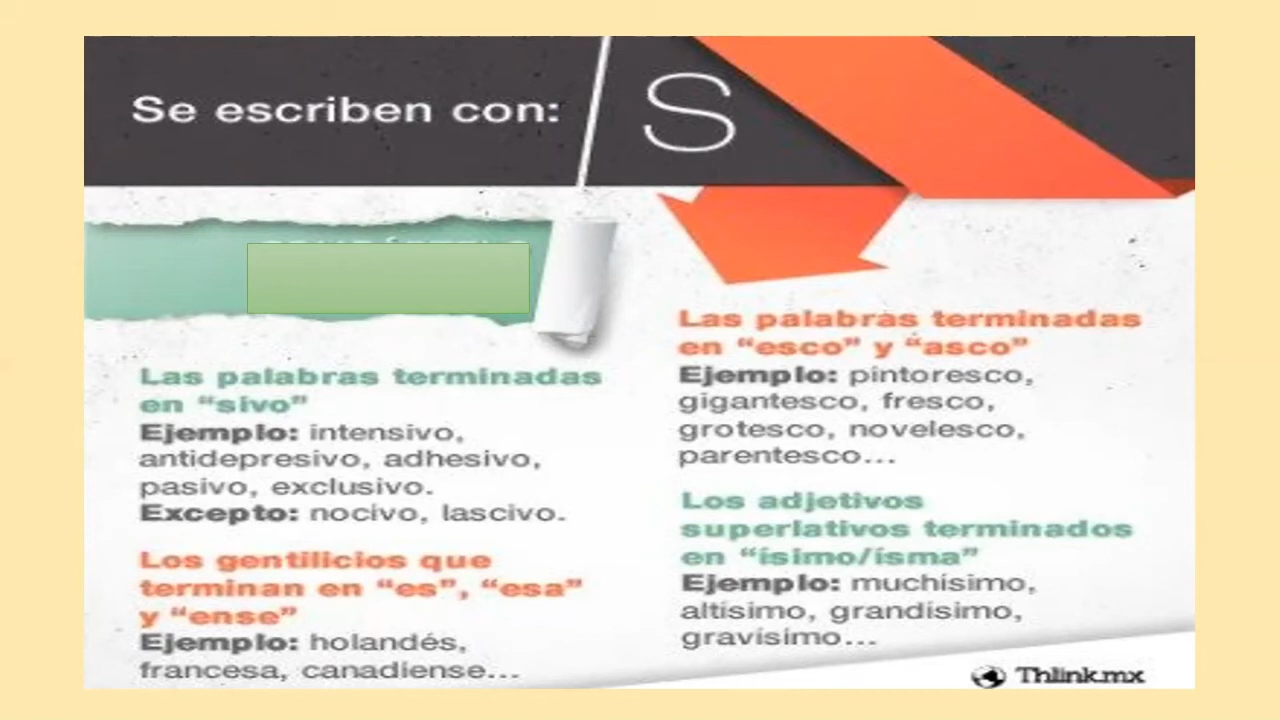 Se escriben con:
S
Las palabras terminadas
en “sivo”
Ejemplo: intensivo,
antidepresivo, adhesivo,
pasivo, exclusivo.
Excepto: nocivo, lascivo.
Los gentilicios que
terminan en “es”, “esa”
y “ense”
Ejemplo: holandés,
francesa, canadiense...
Las palabras terminadas
en “esco” y “asco”
Ejemplo: pintoresco,
gigantesco, fresco,
grotesco, novelesco,
parentesco...
Los adjetivos
superlativos terminados
en “ísimo/ísma”
Ejemplo: muchísimo,
altísimo, grandísimo,
gravísimo...
Thlink.mx